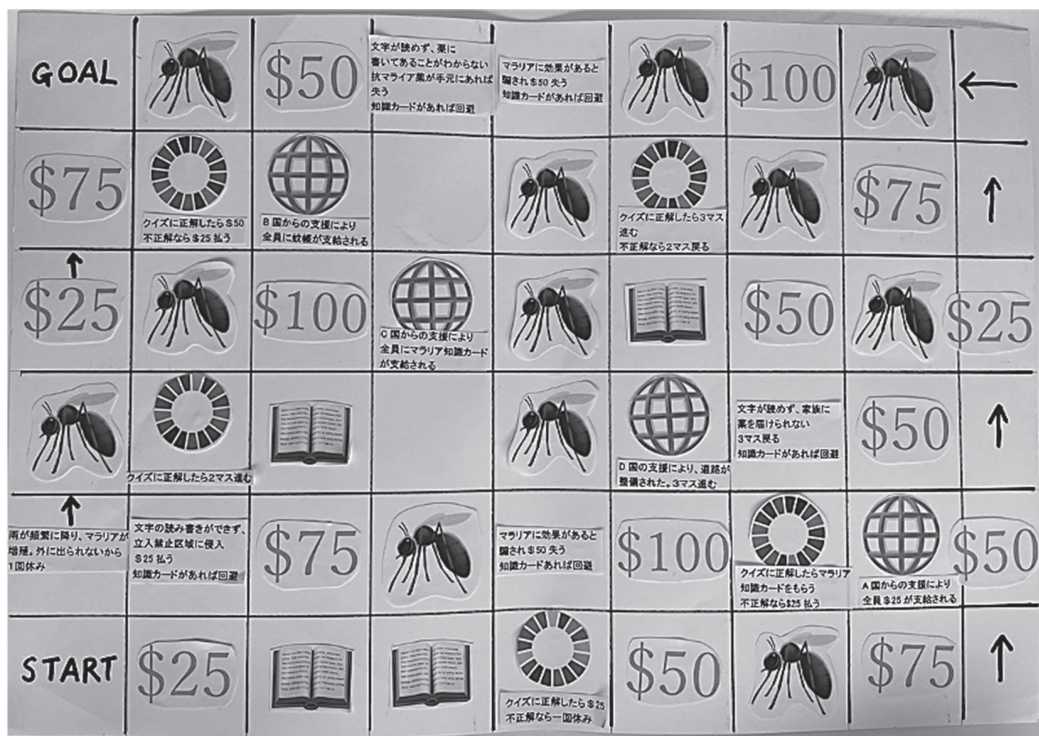 GOAL
$50
文字が読めず、薬に
書いてあることがわからない
抗マライア薬が手元にあれば
失う
知識カードがあれば回避
マラリアに効果があると
騙され$50 失う
知識カードがあれば回避
$100
←
$75
クイズに正解したら$50
不正解なら$25 払う
B 国からの支援により
全員に蚊帳が支給される
クイズに正解したら3マス
進む
不正解なら2マス戻る
$75
↑
↑
$25
$100
C 国からの支援により
全員にマラリア知識カード
が支給される
$50
$25
クイズに正解したら2マス進む
D 国の支援により、道路が
整備された。3マス進む
文字が読めず、家族に
薬を届けられない
3マス戻る
知識カードがあれば回避
$50
↑
↑
雨が頻繁に降り、マラリアが
増殖。外に出られないから
1回休み
文字の読み書きができず、
立入禁止区域に侵入
$25 払う
知識カードがあれば回避
$75
マラリアに効果があると
騙され$50 失う
知識カードあれば回避
$100
クイズに正解したらマラリア
知識カードをもらう
不正解なら$25 払う
A 国からの支援により
全員$25 が支給される
$50
START
$25
クイズに正解したら$25
不正解なら一回休み
$50
$75
↑